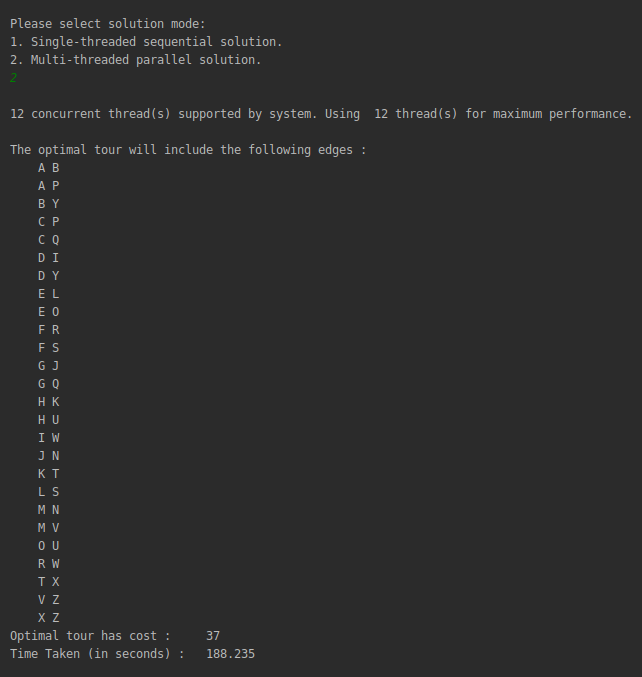 Please select solution mode:
1. Single-threaded sequential solution.
2. Multi-threaded parallel solution.
2
12 concurrent thread(s) supported by system. Using  12 thread(s) for maximum performance.
The optimal tour will include the following edges :
A B
A P
B Y
C P
C Q
D I
D Y
E L
E O
F R
F S
G J
G Q
H K
H U
I W
J N
K T
L S
M N
M V
O U
R W
T X
V Z
X Z
Optimal tour has cost :     37
Time Taken (in seconds) :   188.235